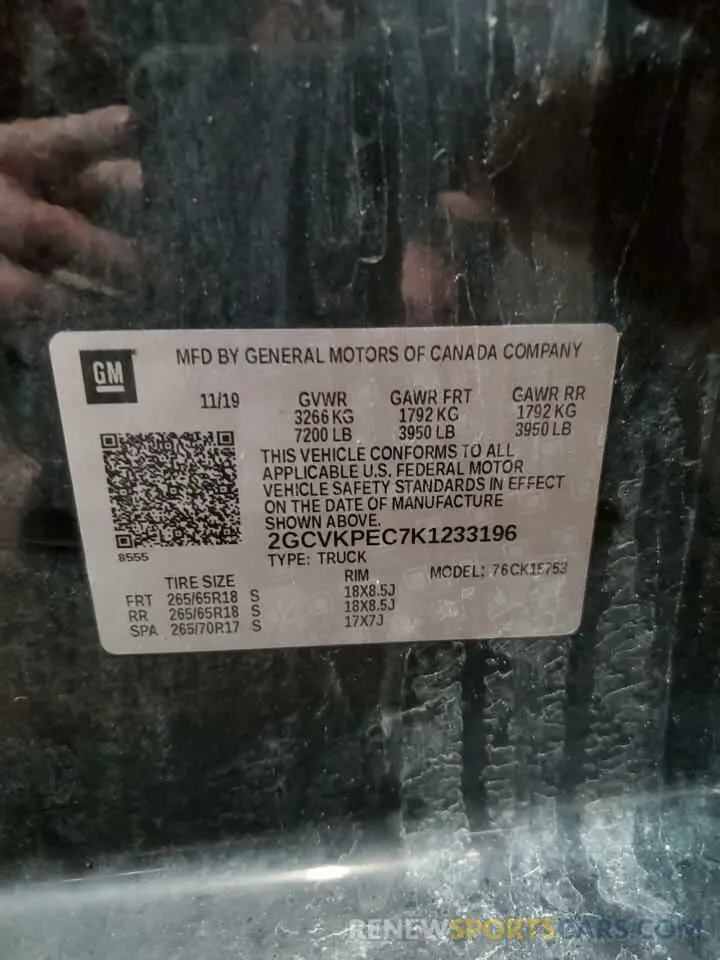 GM
MFD BY GENERAL MOTORS OF CANADA COMPANY
11/19 GVWR GAWR FRT GAWR RR
3266 KG 1792 KG 1792 KG
7200 LB 3950 LB 3950 LB
THIS VEHICLE CONFORMS TO ALL
APPLICABLE U.S. FEDERAL MOTOR
VEHICLE SAFETY STANDARDS IN EFFECT
ON THE DATE OF MANUFACTURE
SHOWN ABOVE.
8555
2GCVKPEC7K1233196
TYPE: TRUCK
TIRE SIZE RIM MODEL: 76CK15753
FRT 265/65R18 S 18X8.5J
RR 265/65R18 S 18X8.5J
SPA 265/70R17 S 17X7J
RENEWSPORTSCARS.COM